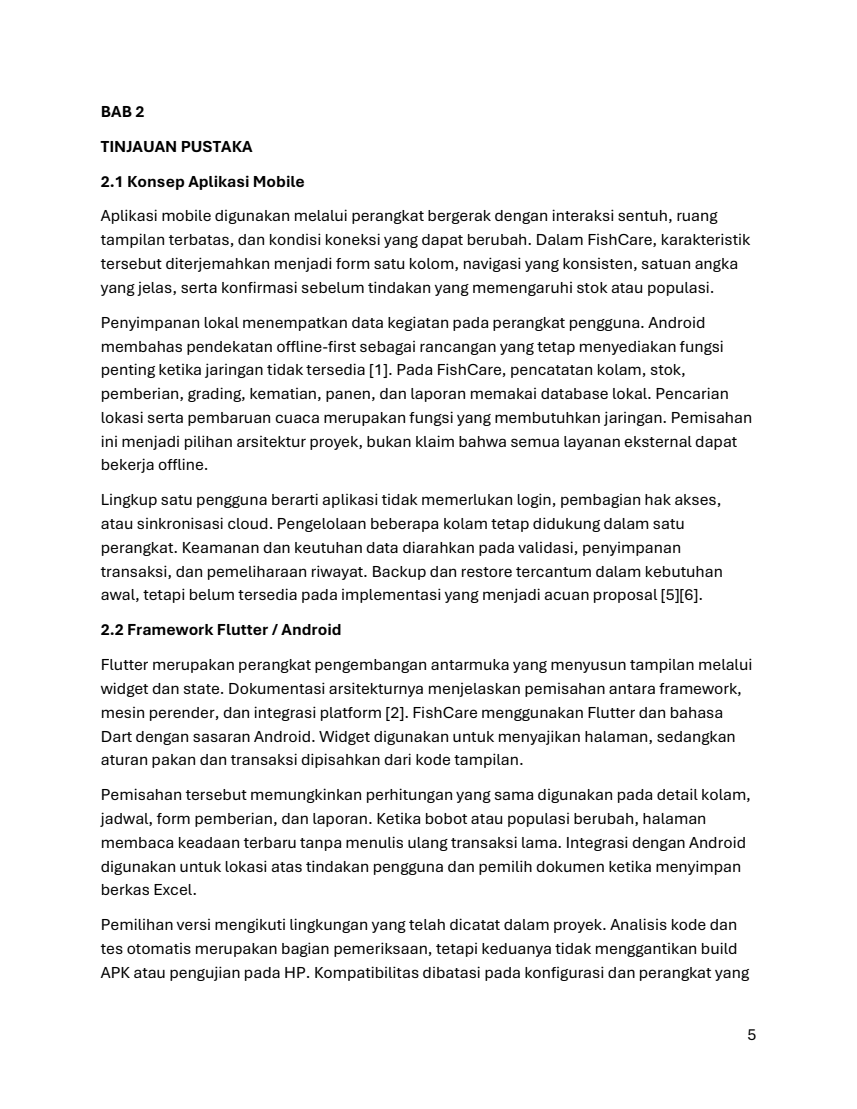 BAB 2
TINJAUAN PUSTAKA
2.1 Konsep Aplikasi Mobile
Aplikasi mobile digunakan melalui perangkat bergerak dengan interaksi sentuh, ruang
tampilan terbatas, dan kondisi koneksi yang dapat berubah. Dalam FishCare, karakteristik
tersebut diterjemahkan menjadi form satu kolom, navigasi yang konsisten, satuan angka
yang jelas, serta konfirmasi sebelum tindakan yang memengaruhi stok atau populasi.
Penyimpanan lokal menempatkan data kegiatan pada perangkat pengguna. Android
membahas pendekatan offline-first sebagai rancangan yang tetap menyediakan fungsi
penting ketika jaringan tidak tersedia [1]. Pada FishCare, pencatatan kolam, stok,
pemberian, grading, kematian, panen, dan laporan memakai database lokal. Pencarian
lokasi serta pembaruan cuaca merupakan fungsi yang membutuhkan jaringan. Pemisahan
ini menjadi pilihan arsitektur proyek, bukan klaim bahwa semua layanan eksternal dapat
bekerja offline.
Lingkup satu pengguna berarti aplikasi tidak memerlukan login, pembagian hak akses,
atau sinkronisasi cloud. Pengelolaan beberapa kolam tetap didukung dalam satu
perangkat. Keamanan dan keutuhan data diarahkan pada validasi, penyimpanan
transaksi, dan pemeliharaan riwayat. Backup dan restore tercantum dalam kebutuhan
awal, tetapi belum tersedia pada implementasi yang menjadi acuan proposal [5][6].
2.2 Framework Flutter / Android
Flutter merupakan perangkat pengembangan antarmuka yang menyusun tampilan melalui
widget dan state. Dokumentasi arsitekturnya menjelaskan pemisahan antara framework,
mesin perender, dan integrasi platform [2]. FishCare menggunakan Flutter dan bahasa
Dart dengan sasaran Android. Widget digunakan untuk menyajikan halaman, sedangkan
aturan pakan dan transaksi dipisahkan dari kode tampilan.
Pemisahan tersebut memungkinkan perhitungan yang sama digunakan pada detail kolam,
jadwal, form pemberian, dan laporan. Ketika bobot atau populasi berubah, halaman
membaca keadaan terbaru tanpa menulis ulang transaksi lama. Integrasi dengan Android
digunakan untuk lokasi atas tindakan pengguna dan pemilih dokumen ketika menyimpan
berkas Excel.
Pemilihan versi mengikuti lingkungan yang telah dicatat dalam proyek. Analisis kode dan
tes otomatis merupakan bagian pemeriksaan, tetapi keduanya tidak menggantikan build
APK atau pengujian pada HP. Kompatibilitas dibatasi pada konfigurasi dan perangkat yang
5